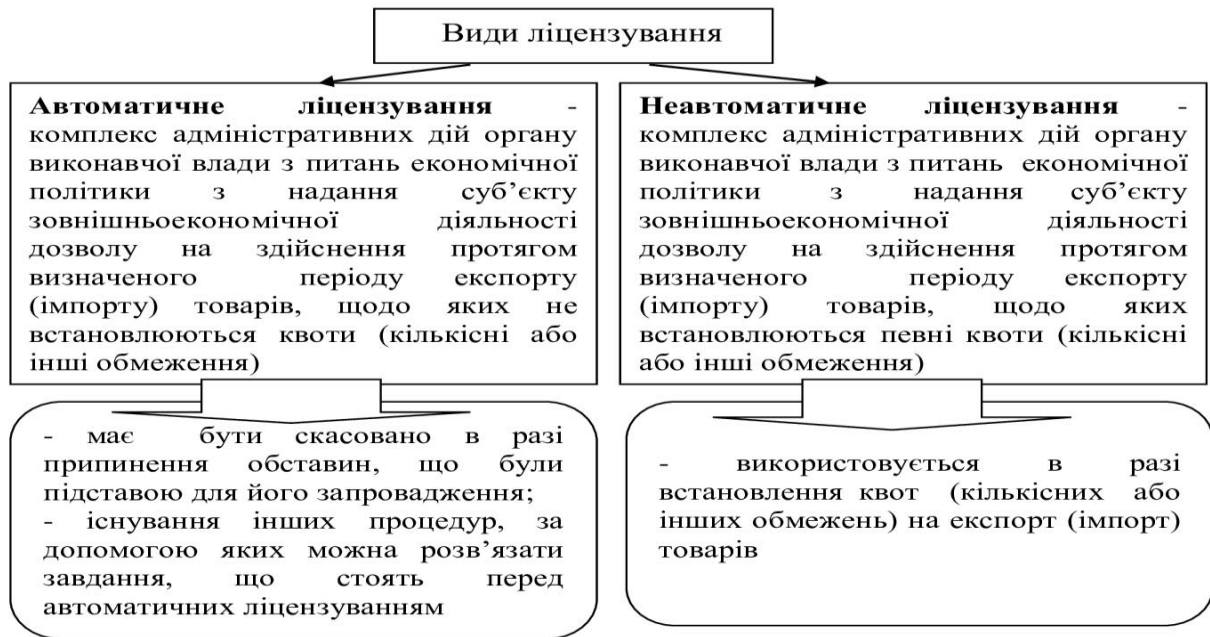 Види ліцензування
Автоматичне ліцензування -
комплекс адміністративних дій органу
виконавчої влади з питань економічної
політики з надання суб’єкту
зовнішньоекономічної діяльності
дозволу на здійснення протягом
визначеного періоду експорту
(імпорту) товарів, щодо яких не
встановлюються квоти (кількісні або
інші обмеження)
Неавтоматичне ліцензування -
комплекс адміністративних дій органу
виконавчої влади з питань економічної
політики з надання суб’єкту
зовнішньоекономічної діяльності
дозволу на здійснення протягом
визначеного періоду експорту
(імпорту) товарів, щодо яких
встановлюються певні квоти (кількісні
або інші обмеження)
- має бути скасовано в разі
припинення обставин, що були
підставою для його запровадження;
- існування інших процедур, за
допомогою яких можна розв’язати
завдання, що стоять перед
автоматичних ліцензуванням
- використовується в разі
встановлення квот (кількісних або
інших обмежень) на експорт (імпорт)
товарів